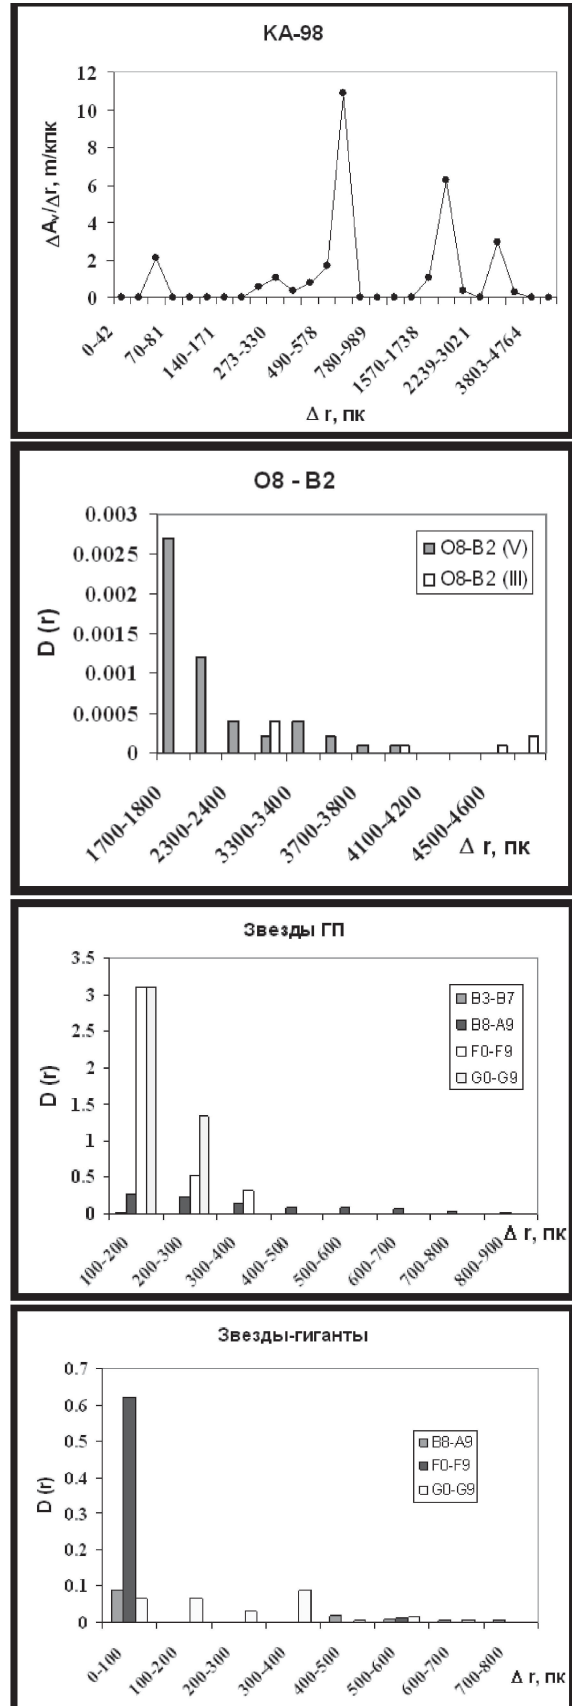 КА-98
12
10
8
6
4
2
0
ΔAv/Δr, m/кпк
0-42
70-81
140-171
273-330
490-578
780-989
1570-1738
2239-3021
3803-4764
Δ r, пк
O8 - B2
0.003
0.0025
0.002
0.0015
0.001
0.0005
0
D (r)
O8-B2 (V)
O8-B2 (III)
1700-1800
2300-2400
3300-3400
3700-3800
4100-4200
4500-4600
Δ r, пк
Звезды ГП
3.5
3
2.5
2
1.5
1
0.5
0
D (r)
B3-B7
B8-A9
F0-F9
G0-G9
100-200
200-300
300-400
400-500
500-600
600-700
700-800
800-900
Δ r, пк
Звезды-гиганты
0.7
0.6
0.5
0.4
0.3
0.2
0.1
0
D (r)
B8-A9
F0-F9
G0-G9
0-100
100-200
200-300
300-400
400-500
500-600
600-700
700-800
Δ r, пк